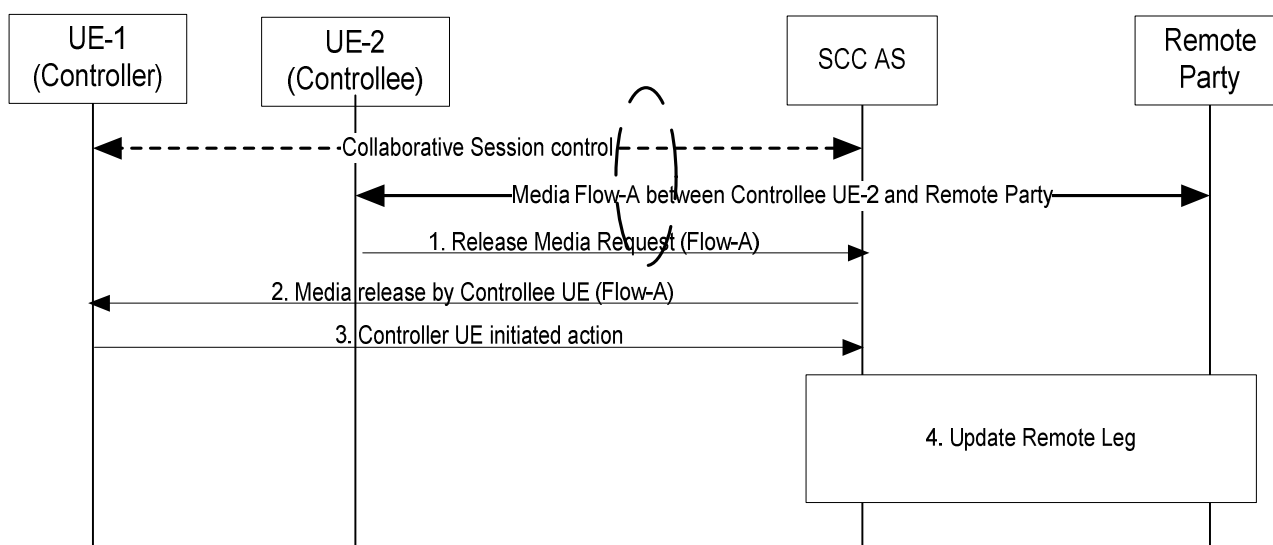 UE-1
(Controller)
UE-2
(Controllee)
SCC AS
Remote
Party
Collaborative Session control
Media Flow-A between Controllee UE-2 and Remote Party
1. Release Media Request (Flow-A)
2. Media release by Controllee UE (Flow-A)
3. Controller UE initiated action
4. Update Remote Leg